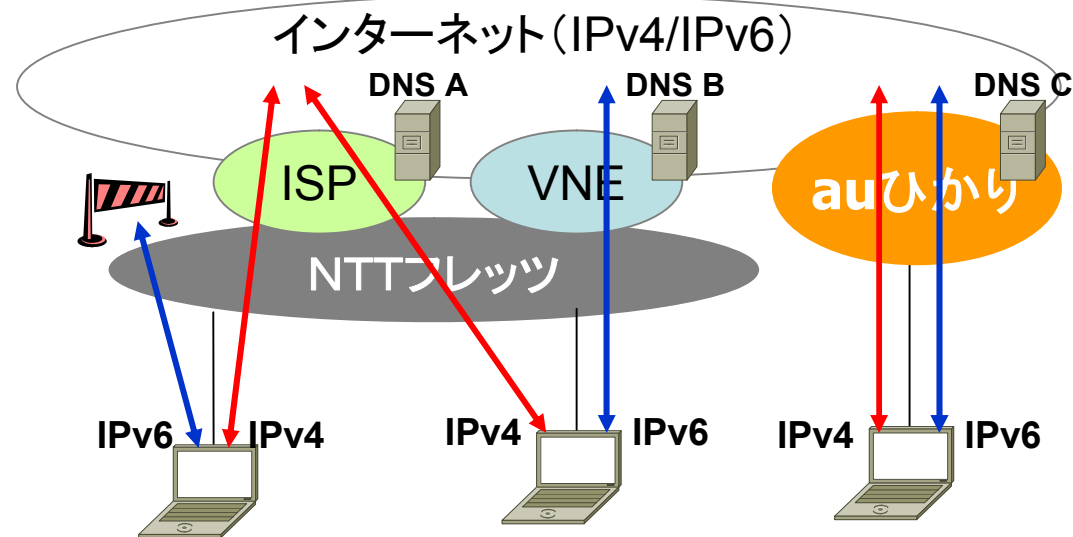 インターネット（IPv4/IPv6）
DNS A
DNS B
DNS C
ISP
VNE
auひかり
NTTフレッツ
IPv6
IPv4
IPv4
IPv6
IPv4
IPv6